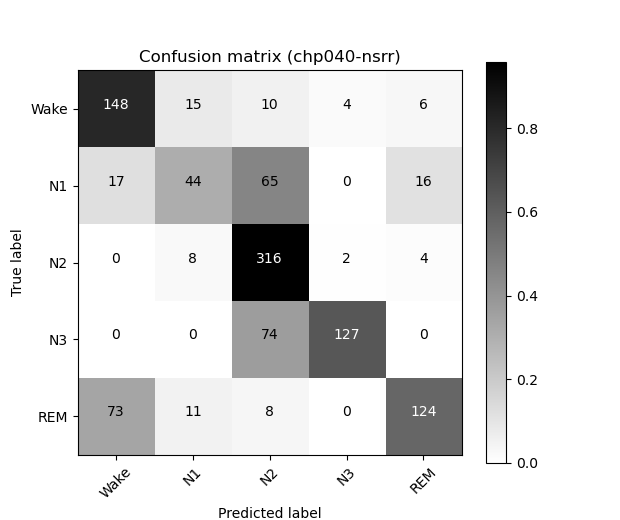 Confusion matrix (chp040-nsrr)
True label
Wake 148 15 10 4 6
N1 17 44 65 0 16
N2 0 8 316 2 4
N3 0 0 74 127 0
REM 73 11 8 0 124
Wake N1 N2 N3 REM
Predicted label
0.8
0.6
0.4
0.2
0.0